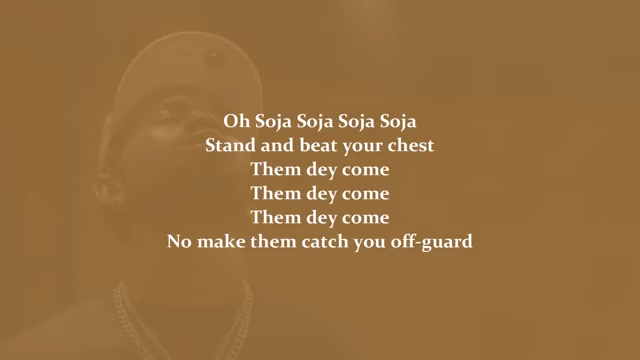 Oh Soja Soja Soja Soja
Stand and beat your chest
Them dey come
Them dey come
Them dey come
No make them catch you off-guard